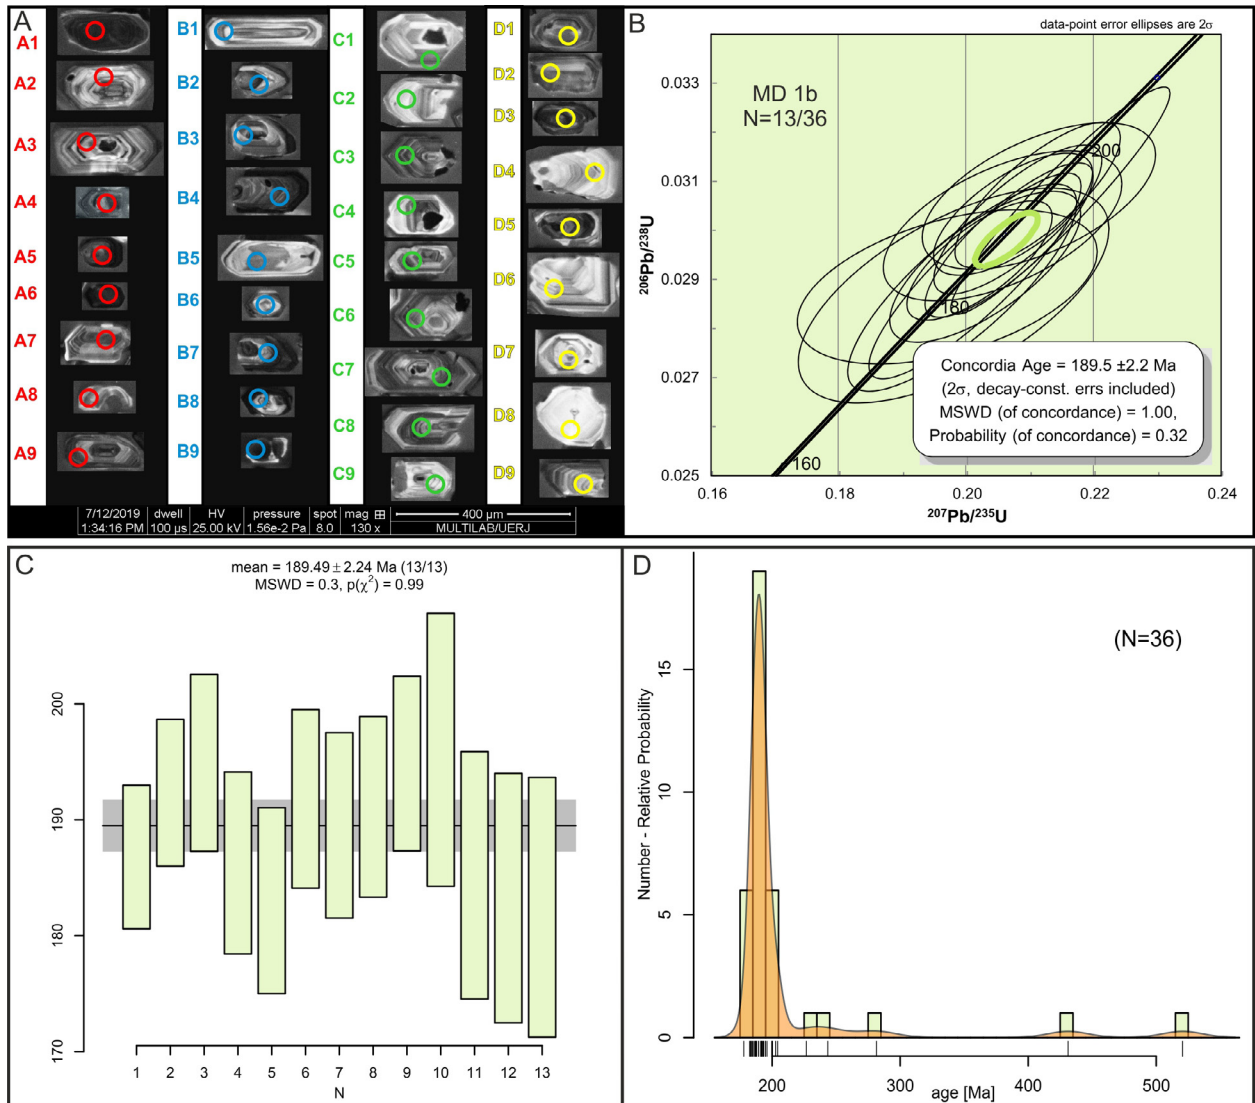 A
A1
A2
A3
A4
A5
A6
A7
A8
A9
B1
B2
B3
B4
B5
B6
B7
B8
B9
C1
C2
C3
C4
C5
C6
C7
C8
C9
D1
D2
D3
D4
D5
D6
D7
D8
D9
7/12/2019 dwell HV pressure spot mag ⊞ 400 µm
1:34:16 PM 100 µs 25.00 kV 1.56e-2 Pa 8.0 130 x MULTILAB/UERJ
B
data-point error ellipses are 2σ
MD 1b
N=13/36
0.033
0.031
0.029
0.027
0.025
²⁰⁶Pb/²³⁸U
200
180
160
Concordia Age = 189.5 ±2.2 Ma
(2σ, decay-const. errs included)
MSWD (of concordance) = 1.00,
Probability (of concordance) = 0.32
0.16 0.18 0.20 0.22 0.24
²⁰⁷Pb/²³⁵U
C
mean = 189.49 ± 2.24 Ma (13/13)
MSWD = 0.3, p(χ²) = 0.99
200
190
180
170
1 2 3 4 5 6 7 8 9 10 11 12 13
N
D
(N=36)
Number - Relative Probability
15
10
5
0
200 300 400 500
age [Ma]